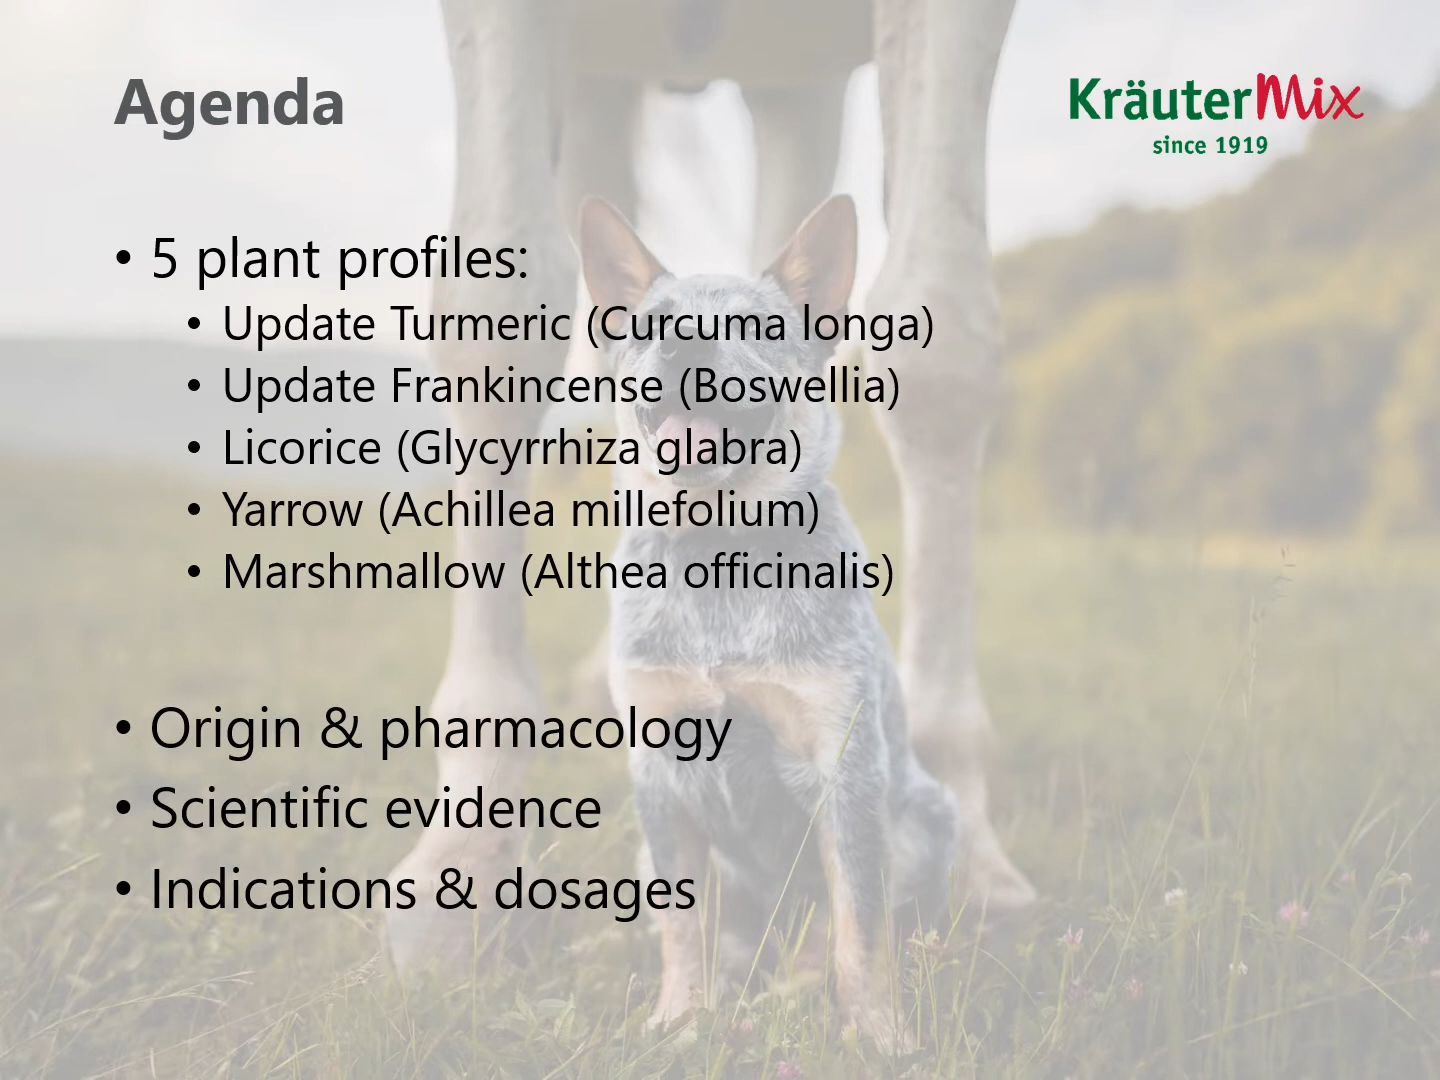 Agenda
KräuterMix
since 1919
• 5 plant profiles:
• Update Turmeric (Curcuma longa)
• Update Frankincense (Boswellia)
• Licorice (Glycyrrhiza glabra)
• Yarrow (Achillea millefolium)
• Marshmallow (Althea officinalis)
• Origin & pharmacology
• Scientific evidence
• Indications & dosages